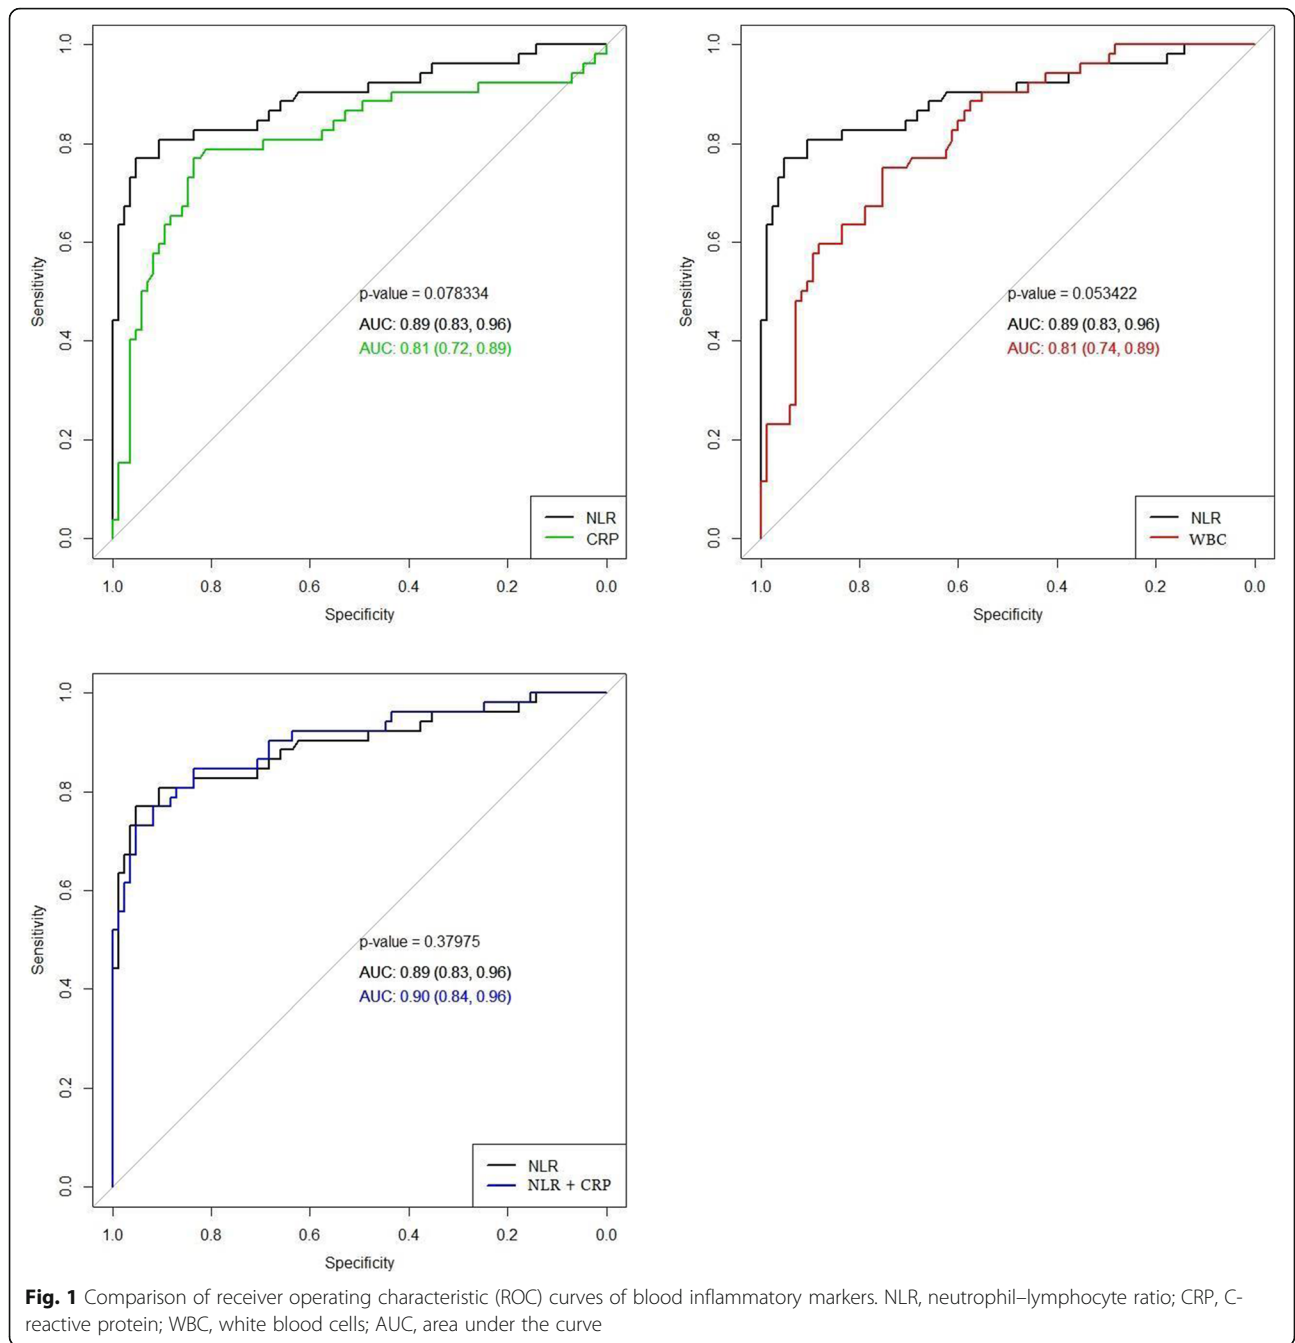 1.0
0.8
0.6
0.4
0.2
0.0
Sensitivity
p-value = 0.078334
AUC: 0.89 (0.83, 0.96)
AUC: 0.81 (0.72, 0.89)
NLR
CRP
1.0 0.8 0.6 0.4 0.2 0.0
Specificity
1.0
0.8
0.6
0.4
0.2
0.0
Sensitivity
p-value = 0.053422
AUC: 0.89 (0.83, 0.96)
AUC: 0.81 (0.74, 0.89)
NLR
WBC
1.0 0.8 0.6 0.4 0.2 0.0
Specificity
1.0
0.8
0.6
0.4
0.2
0.0
Sensitivity
p-value = 0.37975
AUC: 0.89 (0.83, 0.96)
AUC: 0.90 (0.84, 0.96)
NLR
NLR + CRP
1.0 0.8 0.6 0.4 0.2 0.0
Specificity
Fig. 1 Comparison of receiver operating characteristic (ROC) curves of blood inflammatory markers. NLR, neutrophil–lymphocyte ratio; CRP, C-
reactive protein; WBC, white blood cells; AUC, area under the curve